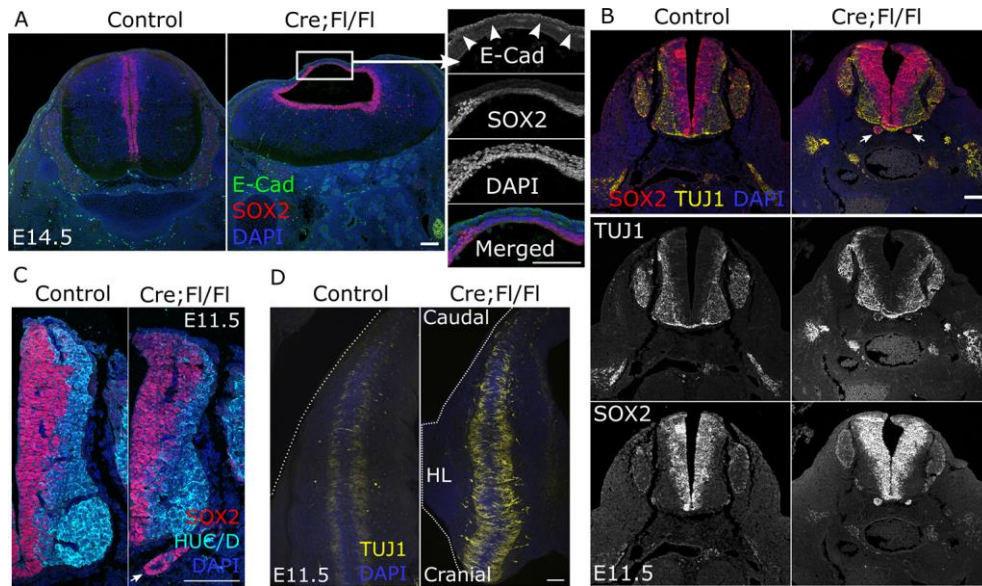 A
Control
Cre;Fl/Fl
E-Cad
SOX2
DAPI
E14.5
E-Cad
SOX2
DAPI
Merged
B
Control
Cre;Fl/Fl
SOX2 TUJ1 DAPI
TUJ1
SOX2
E11.5
C
Control
Cre;Fl/Fl
E11.5
SOX2
HUC/D
DAPI
D
Control
Cre;Fl/Fl
Caudal
HL
TUJ1
DAPI
E11.5
Cranial